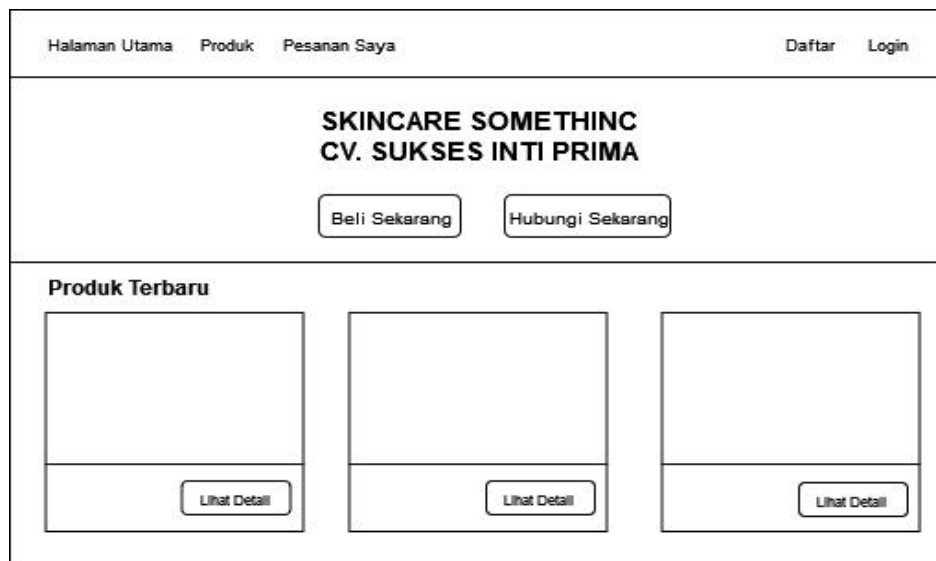 Halaman Utama Produk Pesanan Saya Daftar Login
SKINCARE SOMETHINC
CV. SUKSES INTI PRIMA
Beli Sekarang Hubungi Sekarang
Produk Terbaru
Lihat Detail Lihat Detail Lihat Detail